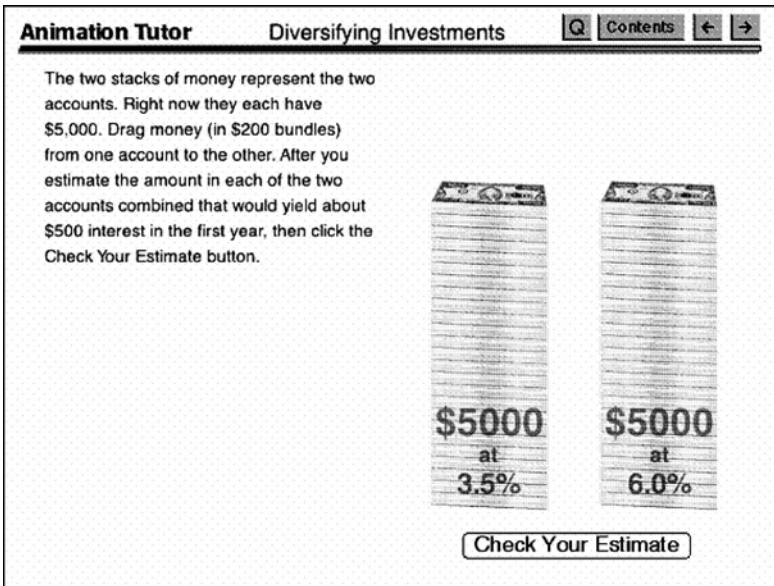 Animation Tutor
Diversifying Investments
Q
Contents
←
→
The two stacks of money represent the two
accounts. Right now they each have
$5,000. Drag money (in $200 bundles)
from one account to the other. After you
estimate the amount in each of the two
accounts combined that would yield about
$500 interest in the first year, then click the
Check Your Estimate button.
$5000
at
3.5%
$5000
at
6.0%
Check Your Estimate